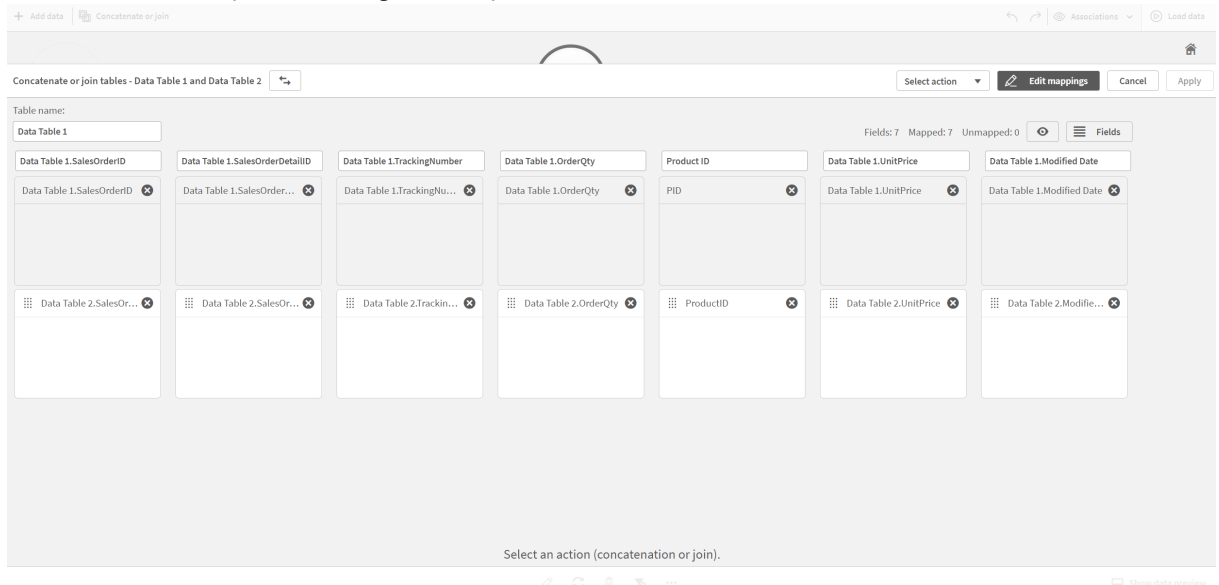 Add data Concatenate or join Associations Load data
Concatenate or join tables - Data Table 1 and Data Table 2 Select action Edit mappings Cancel Apply
Table name:
Data Table 1 Fields: 7 Mapped: 7 Unmapped: 0 Fields
Data Table 1.SalesOrderID Data Table 1.SalesOrderDetailID Data Table 1.TrackingNumber Data Table 1.OrderQty Product ID Data Table 1.UnitPrice Data Table 1.Modified Date
Data Table 1.SalesOrderID Data Table 1.SalesOrder... Data Table 1.TrackingNu... Data Table 1.OrderQty PID Data Table 1.UnitPrice Data Table 1.Modified Date
Data Table 2.SalesOr... Data Table 2.SalesOr... Data Table 2.Trackin... Data Table 2.OrderQty ProductID Data Table 2.UnitPrice Data Table 2.Modifie...
Select an action (concatenation or join).
Show data preview